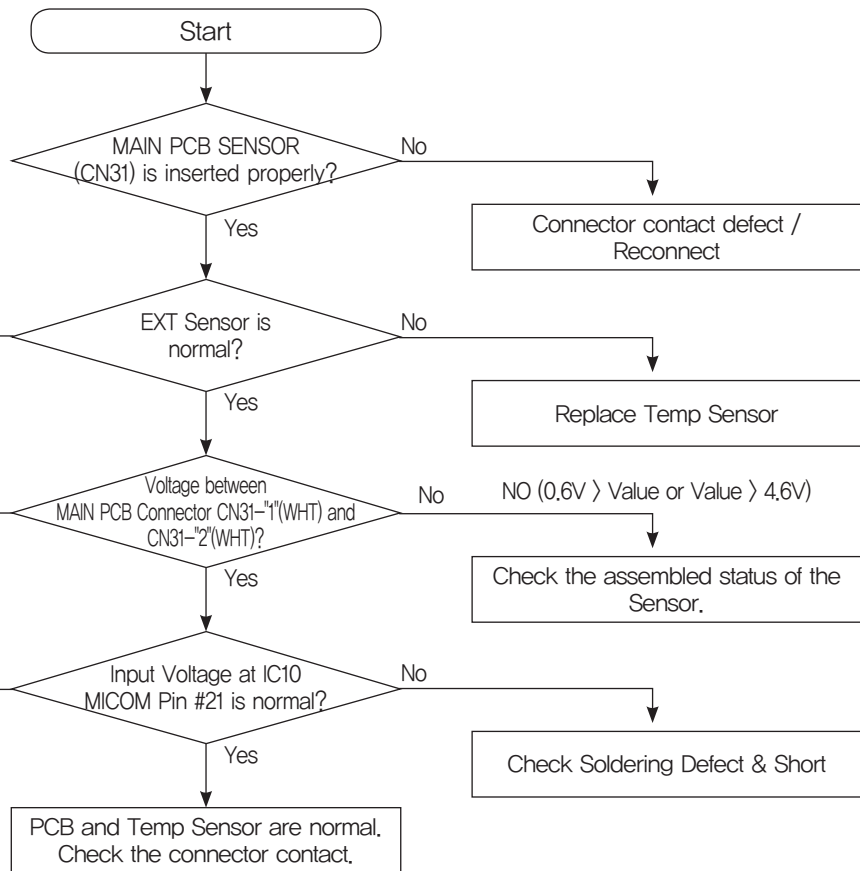 Start
MAIN PCB SENSOR
(CN31) is inserted properly?
No
Connector contact defect /
Reconnect
Yes
EXT Sensor is
normal?
No
Replace Temp Sensor
Yes
Voltage between
MAIN PCB Connector CN31-"1"(WHT) and
CN31-"2"(WHT)?
No
NO (0.6V > Value or Value > 4.6V)
Check the assembled status of the
Sensor.
Yes
Input Voltage at IC10
MICOM Pin #21 is normal?
No
Check Soldering Defect & Short
Yes
PCB and Temp Sensor are normal.
Check the connector contact.